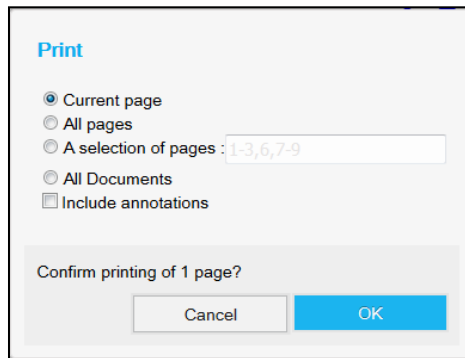 Print
Current page
All pages
A selection of pages : 1-3,6,7-9
All Documents
Include annotations
Confirm printing of 1 page?
Cancel OK